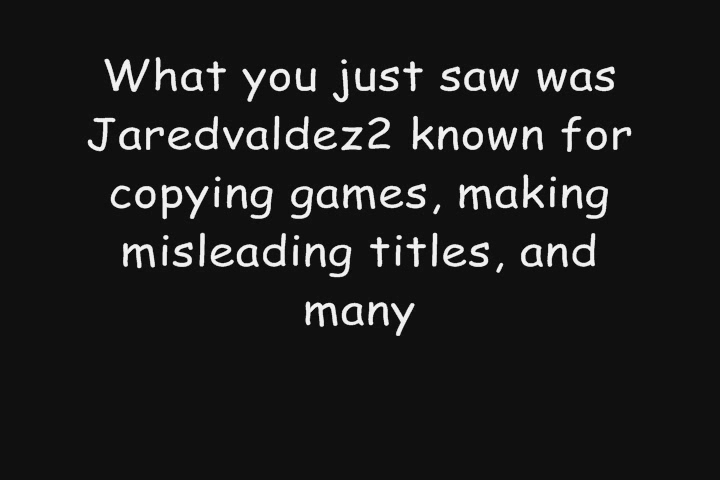 What you just saw was
Jaredvaldez2 known for
copying games, making
misleading titles, and
many